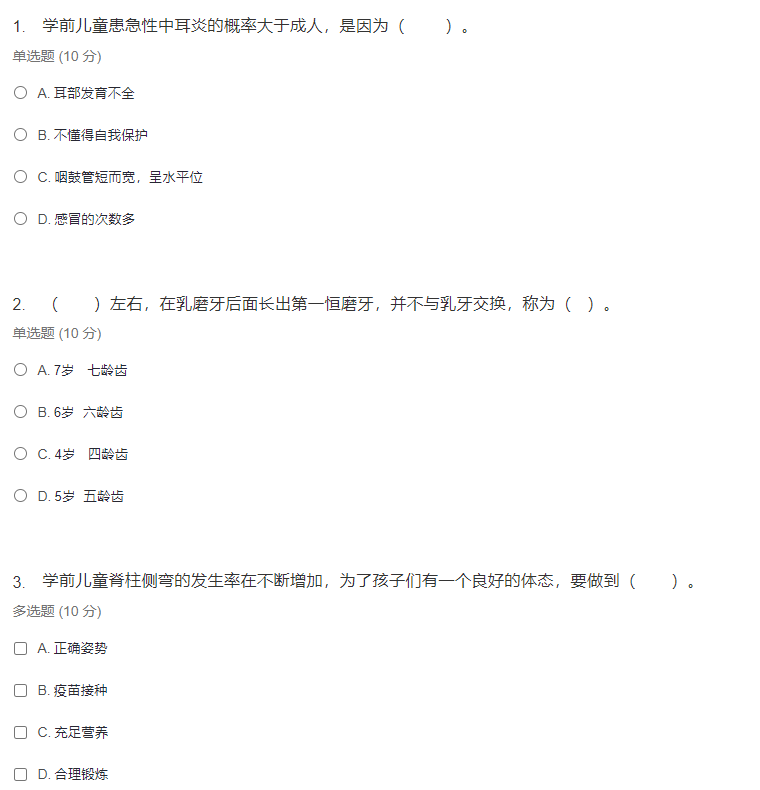 1. 学前儿童患急性中耳炎的概率大于成人，是因为（ ）。
单选题 (10 分)
A. 耳部发育不全
B. 不懂得自我保护
C. 咽鼓管短而宽，呈水平位
D. 感冒的次数多
2. （ ）左右，在乳磨牙后面长出第一恒磨牙，并不与乳牙交换，称为（ ）。
单选题 (10 分)
A. 7岁 七龄齿
B. 6岁 六龄齿
C. 4岁 四龄齿
D. 5岁 五龄齿
3. 学前儿童脊柱侧弯的发生率在不断增加，为了孩子们有一个良好的体态，要做到（ ）。
多选题 (10 分)
A. 正确姿势
B. 疫苗接种
C. 充足营养
D. 合理锻炼